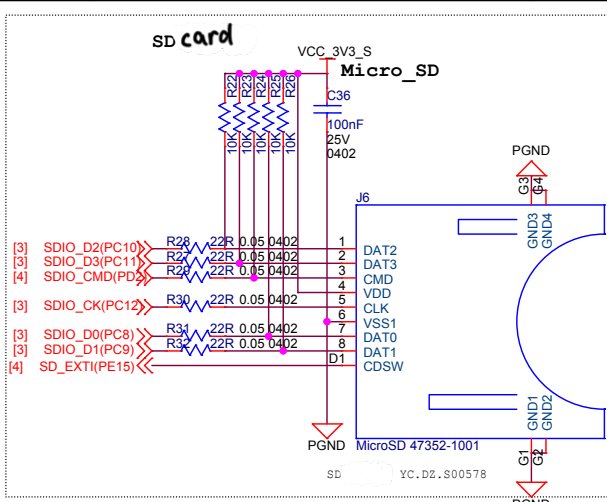 SD card
VCC_3V3_S
Micro_SD
R22
R23
R24
R25
R26
10K
10K
10K
10K
10K
C36
100nF
25V
0402
PGND
G3
G4
J6
GND3
GND4
[3] SDIO_D2(PC10) R28 22R 0.05 0402 1 DAT2
[3] SDIO_D3(PC11) R27 22R 0.05 0402 2 DAT3
[4] SDIO_CMD(PD2) R29 22R 0.05 0402 3 CMD
4 VDD
[3] SDIO_CK(PC12) R30 22R 0.05 0402 5 CLK
6 VSS1
[3] SDIO_D0(PC8) R31 22R 0.05 0402 7 DAT0
[3] SDIO_D1(PC9) R32 22R 0.05 0402 8 DAT1
[4] SD_EXTI(PE15) D1 CDSW
GND1
GND2
PGND
MicroSD 47352-1001
G1
G2
SD YC.DZ.S00578
PGND